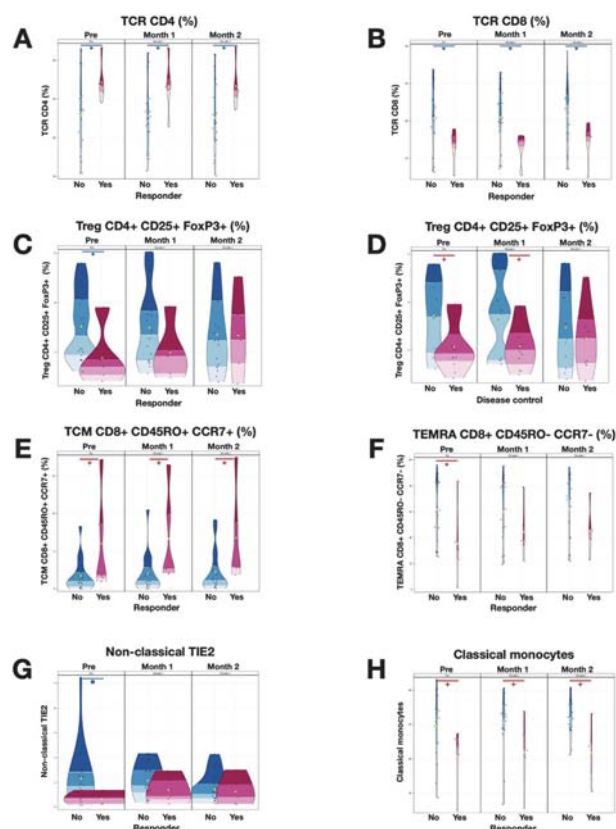 A
TCR CD4 (%)
Pre
Month 1
Month 2
TCR CD4 (%)
No Yes No Yes No Yes
Responder
B
TCR CD8 (%)
Pre
Month 1
Month 2
TCR CD8 (%)
No Yes No Yes No Yes
Responder
C
Treg CD4+ CD25+ FoxP3+ (%)
Pre
Month 1
Month 2
Treg CD4+ CD25+ FoxP3+ (%)
No Yes No Yes No Yes
Responder
D
Treg CD4+ CD25+ FoxP3+ (%)
Pre
Month 1
Month 2
Treg CD4+ CD25+ FoxP3+ (%)
No Yes No Yes No Yes
Disease control
E
TCM CD8+ CD45RO+ CCR7+ (%)
Pre
Month 1
Month 2
TCM CD8+ CD45RO+ CCR7+ (%)
No Yes No Yes No Yes
Responder
F
TEMRA CD8+ CD45RO- CCR7- (%)
Pre
Month 1
Month 2
TEMRA CD8+ CD45RO- CCR7- (%)
No Yes No Yes No Yes
Responder
G
Non-classical TIE2
Pre
Month 1
Month 2
Non-classical TIE2
No Yes No Yes No Yes
Responder
H
Classical monocytes
Pre
Month 1
Month 2
Classical monocytes
No Yes No Yes No Yes
Responder